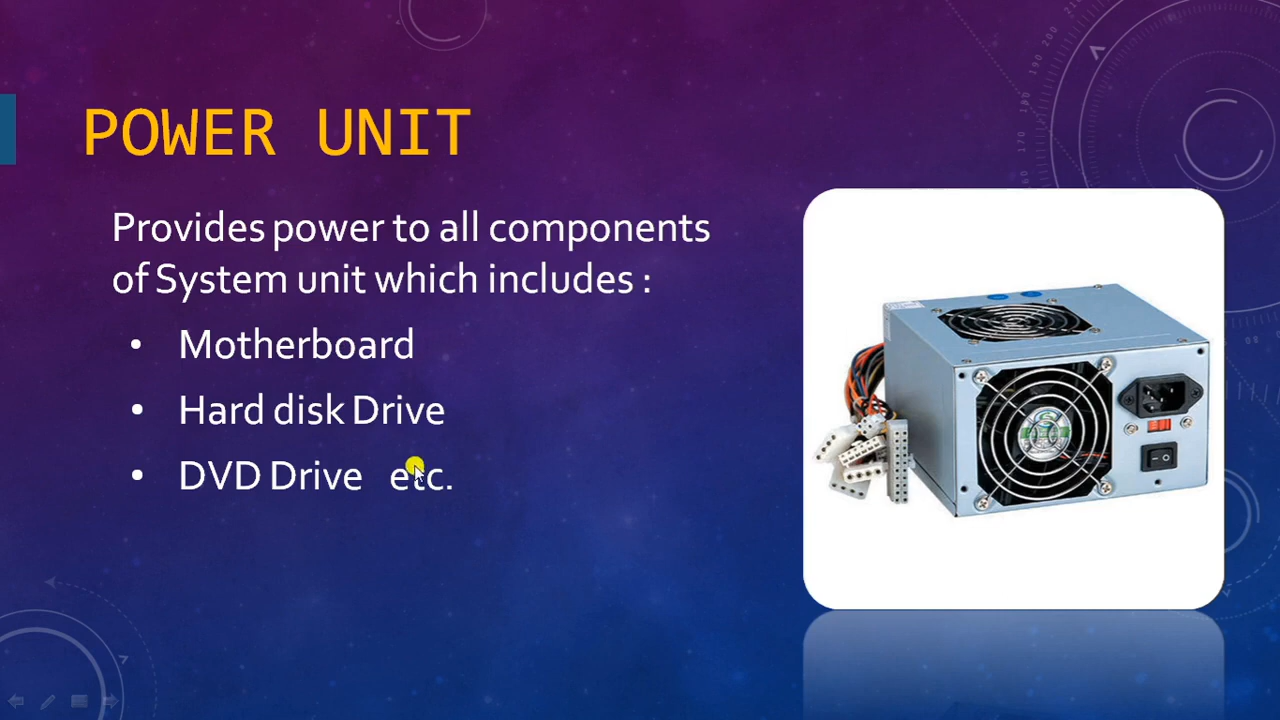 POWER UNIT
Provides power to all components
of System unit which includes :
• Motherboard
• Hard disk Drive
• DVD Drive etc.